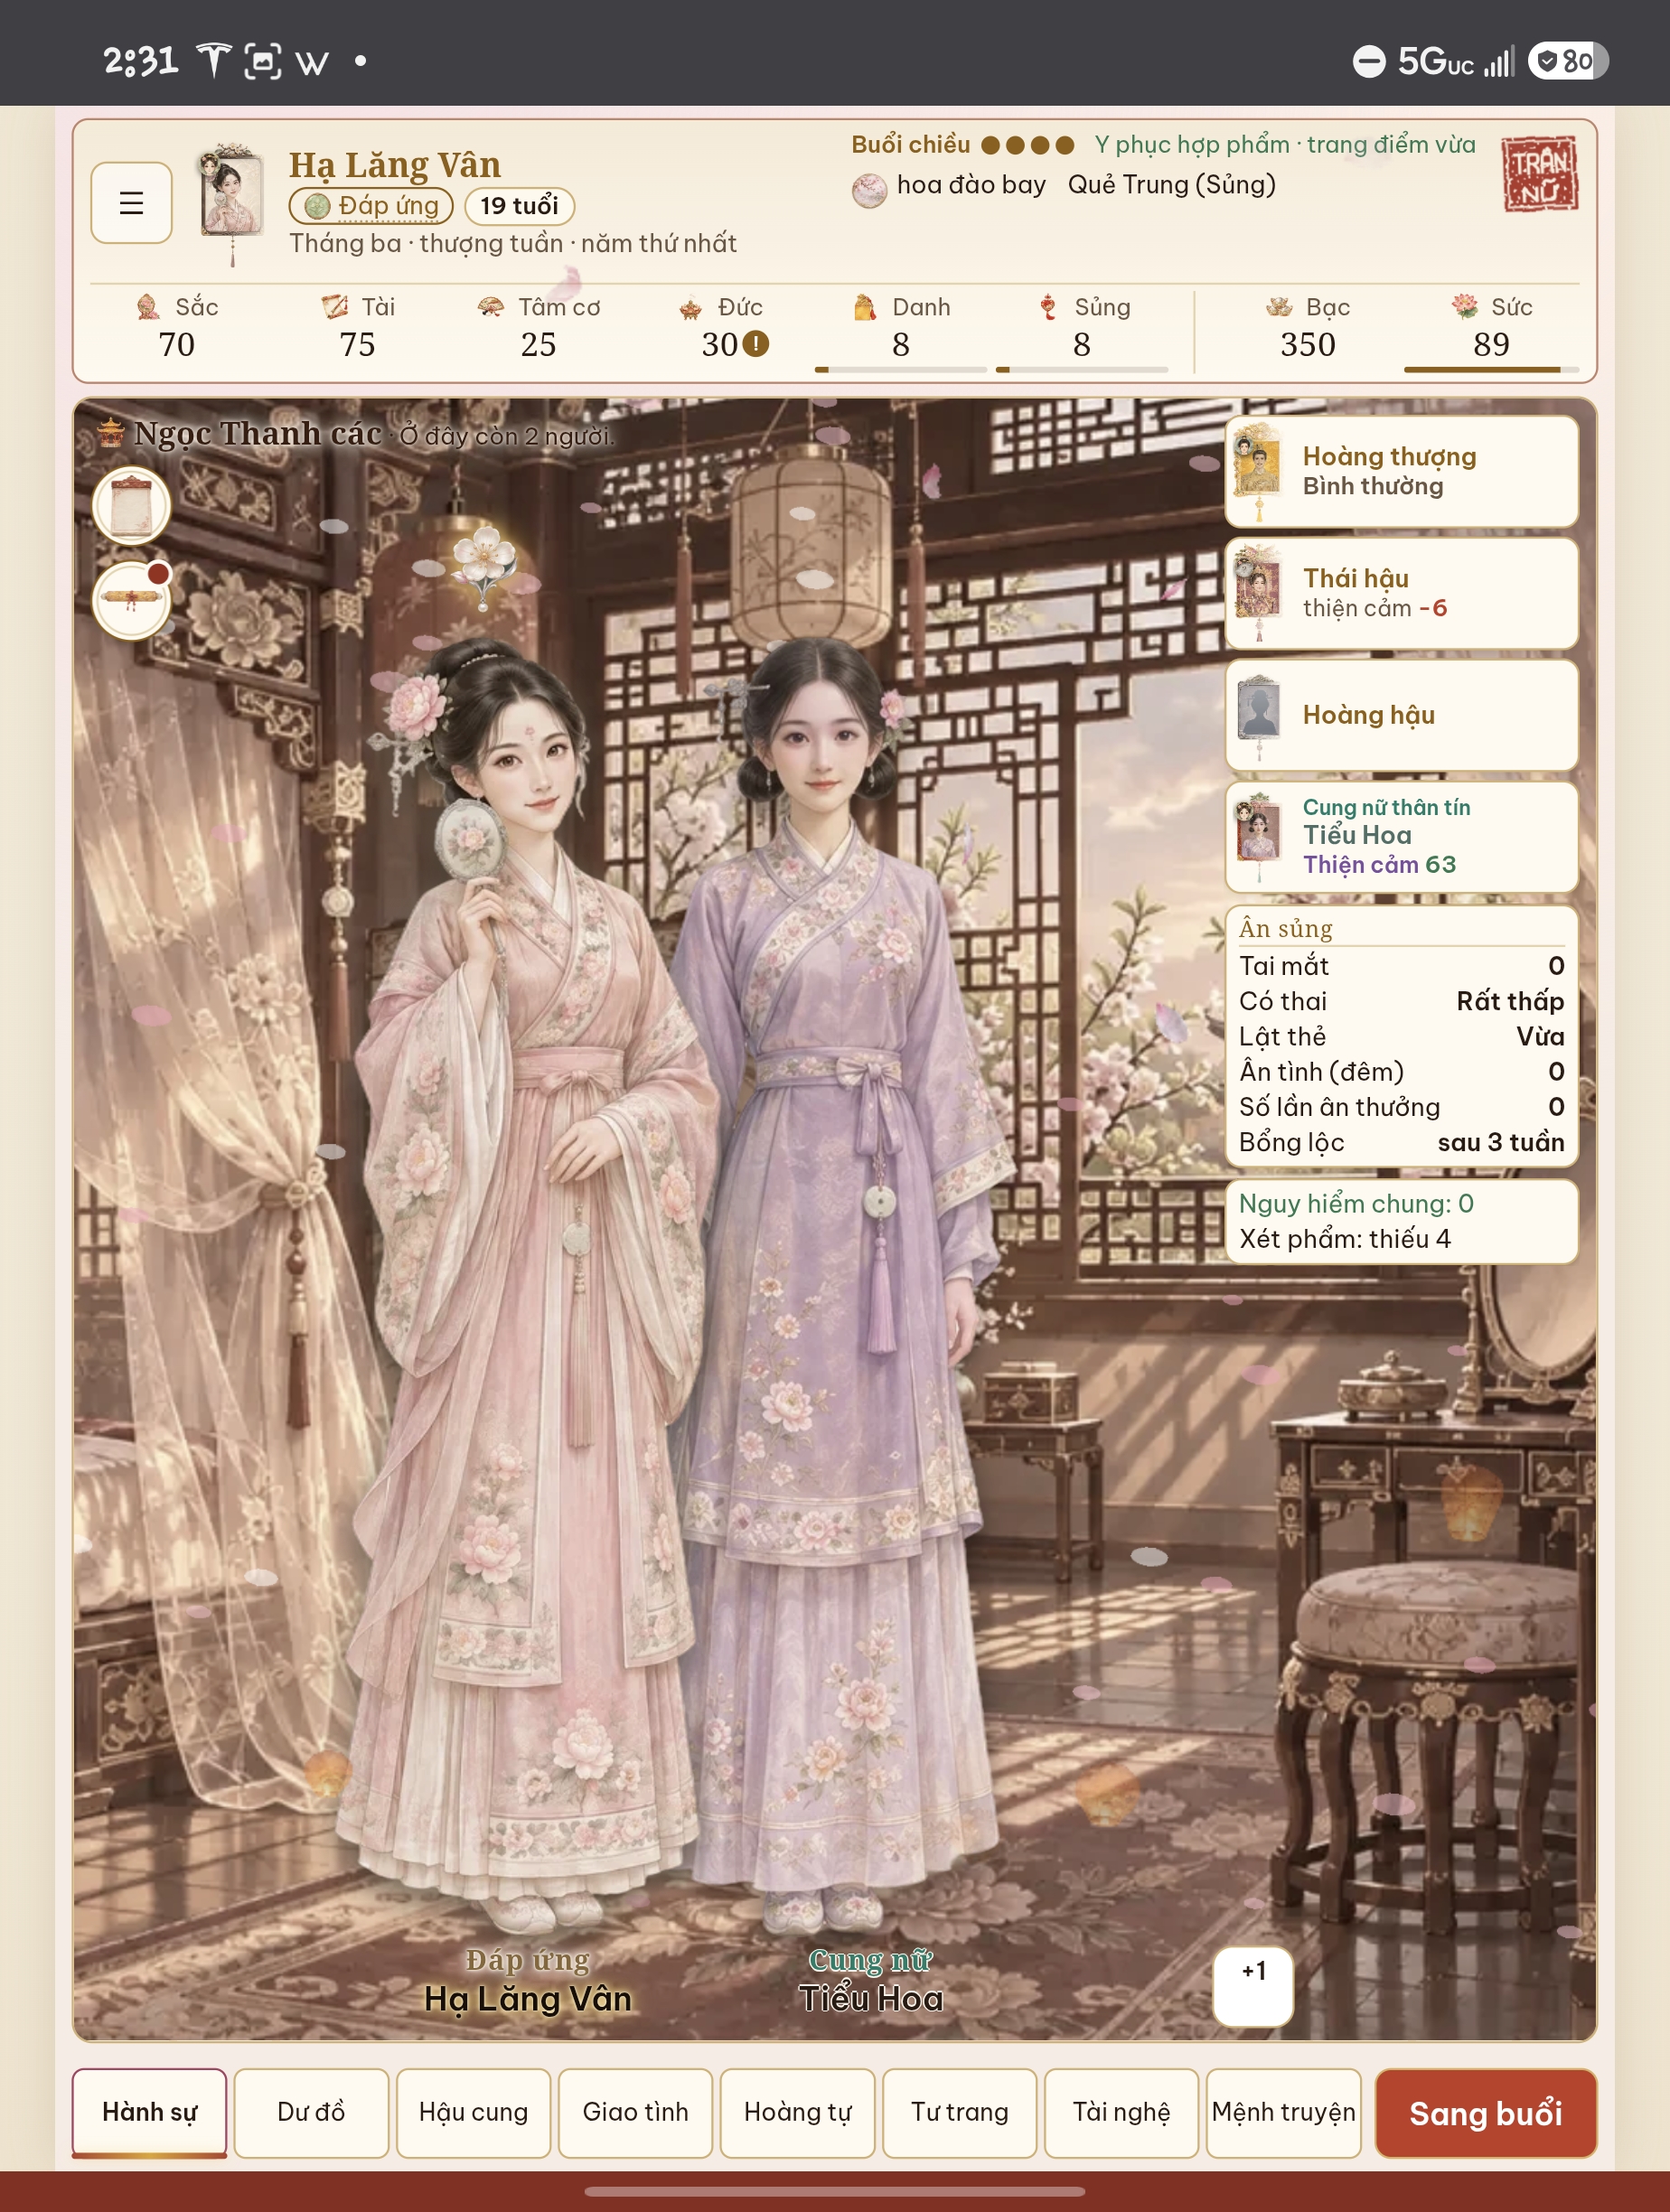 2:31 W 5GUC 80
Hạ Lăng Vân
Đáp ứng 19 tuổi
Tháng ba · thượng tuần · năm thứ nhất
Buổi chiều Y phục hợp phẩm · trang điểm vừa
hoa đào bay Quẻ Trung (Sủng)
TRÂN
NỮ
Sắc Tài Tâm cơ Đức Danh Sủng Bạc Sức
70 75 25 30 ! 8 8 350 89
Ngọc Thanh các · Ở đây còn 2 người.
Hoàng thượng
Bình thường
Thái hậu
thiện cảm -6
Hoàng hậu
Cung nữ thân tín
Tiểu Hoa
Thiện cảm 63
Ân sủng
Tai mắt 0
Có thai Rất thấp
Lật thẻ Vừa
Ân tình (đêm) 0
Số lần ân thưởng 0
Bổng lộc sau 3 tuần
Nguy hiểm chung: 0
Xét phẩm: thiếu 4
Đáp ứng
Hạ Lăng Vân
Cung nữ
Tiểu Hoa
+1
Hành sự Dư đồ Hậu cung Giao tình Hoàng tự Tư trang Tài nghệ Mệnh truyện Sang buổi